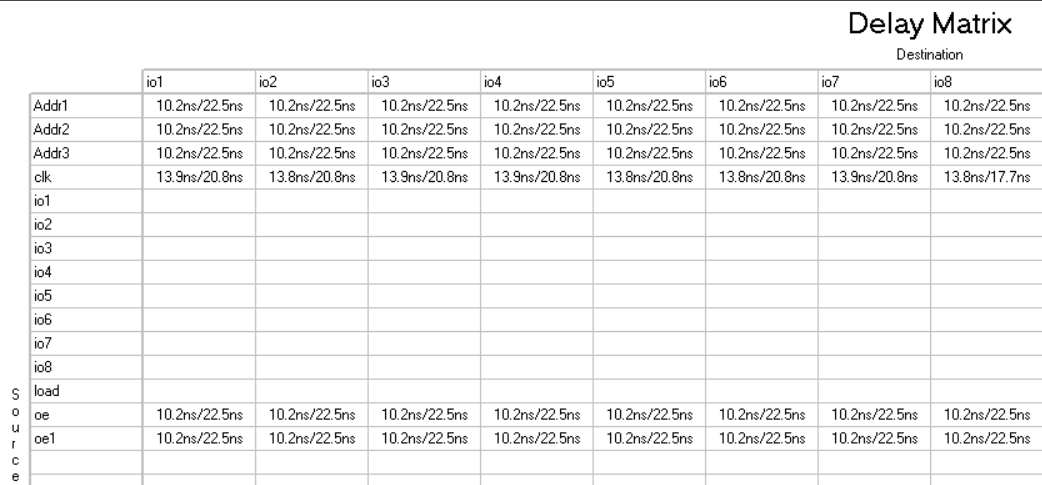 Delay Matrix
Destination
io1 io2 io3 io4 io5 io6 io7 io8
Addr1 10.2ns/22.5ns 10.2ns/22.5ns 10.2ns/22.5ns 10.2ns/22.5ns 10.2ns/22.5ns 10.2ns/22.5ns 10.2ns/22.5ns 10.2ns/22.5ns
Addr2 10.2ns/22.5ns 10.2ns/22.5ns 10.2ns/22.5ns 10.2ns/22.5ns 10.2ns/22.5ns 10.2ns/22.5ns 10.2ns/22.5ns 10.2ns/22.5ns
Addr3 10.2ns/22.5ns 10.2ns/22.5ns 10.2ns/22.5ns 10.2ns/22.5ns 10.2ns/22.5ns 10.2ns/22.5ns 10.2ns/22.5ns 10.2ns/22.5ns
clk 13.9ns/20.8ns 13.8ns/20.8ns 13.9ns/20.8ns 13.9ns/20.8ns 13.8ns/20.8ns 13.8ns/20.8ns 13.9ns/20.8ns 13.8ns/17.7ns
io1
io2
io3
io4
io5
io6
io7
io8
load
oe 10.2ns/22.5ns 10.2ns/22.5ns 10.2ns/22.5ns 10.2ns/22.5ns 10.2ns/22.5ns 10.2ns/22.5ns 10.2ns/22.5ns 10.2ns/22.5ns
oe1 10.2ns/22.5ns 10.2ns/22.5ns 10.2ns/22.5ns 10.2ns/22.5ns 10.2ns/22.5ns 10.2ns/22.5ns 10.2ns/22.5ns 10.2ns/22.5ns
Source